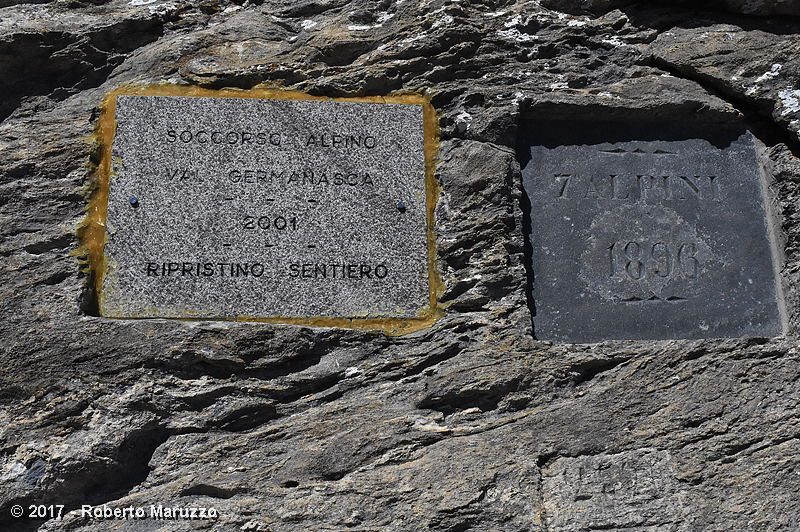 SOCCORSO ALPINO
VAL GERMANASCA
- - -
2001
- - -
RIPRISTINO SENTIERO
7 ALPINI
1896
© 2017 - Roberto Maruzzo